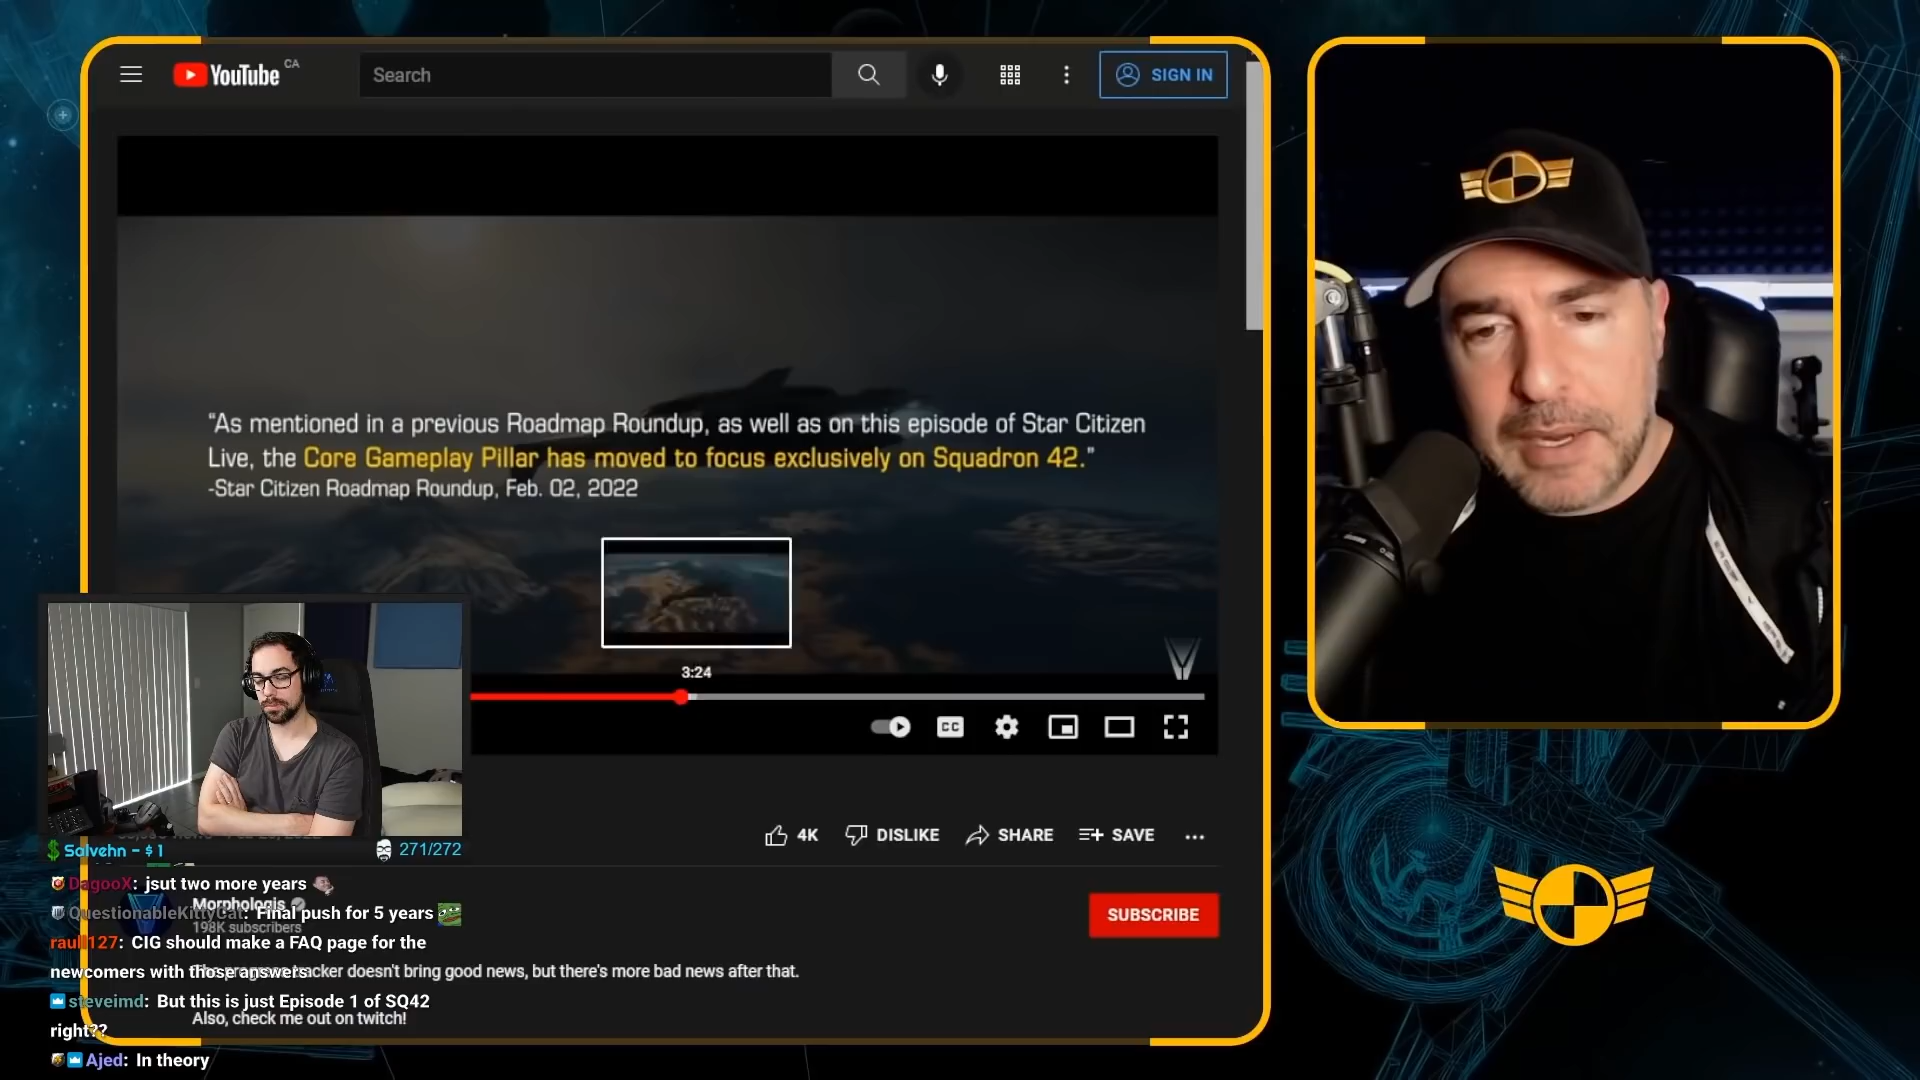 YouTube CA
Search
SIGN IN
“As mentioned in a previous Roadmap Roundup, as well as on this episode of Star Citizen
Live, the Core Gameplay Pillar has moved to focus exclusively on Squadron 42.”
-Star Citizen Roadmap Roundup, Feb. 02, 2022
3:24
CC
4K
DISLIKE
SHARE
SAVE
Salvehn - $1
271/272
DagooX: jsut two more years
Morphologis
QuestionableKittyCat: Final push for 5 years
198K subscribers
SUBSCRIBE
raull127: CIG should make a FAQ page for the
newcomers with those answers
doesn't bring good news, but there's more bad news after that.
steveimd: But this is just Episode 1 of SQ42
right??
Also, check me out on twitch!
Ajed: In theory